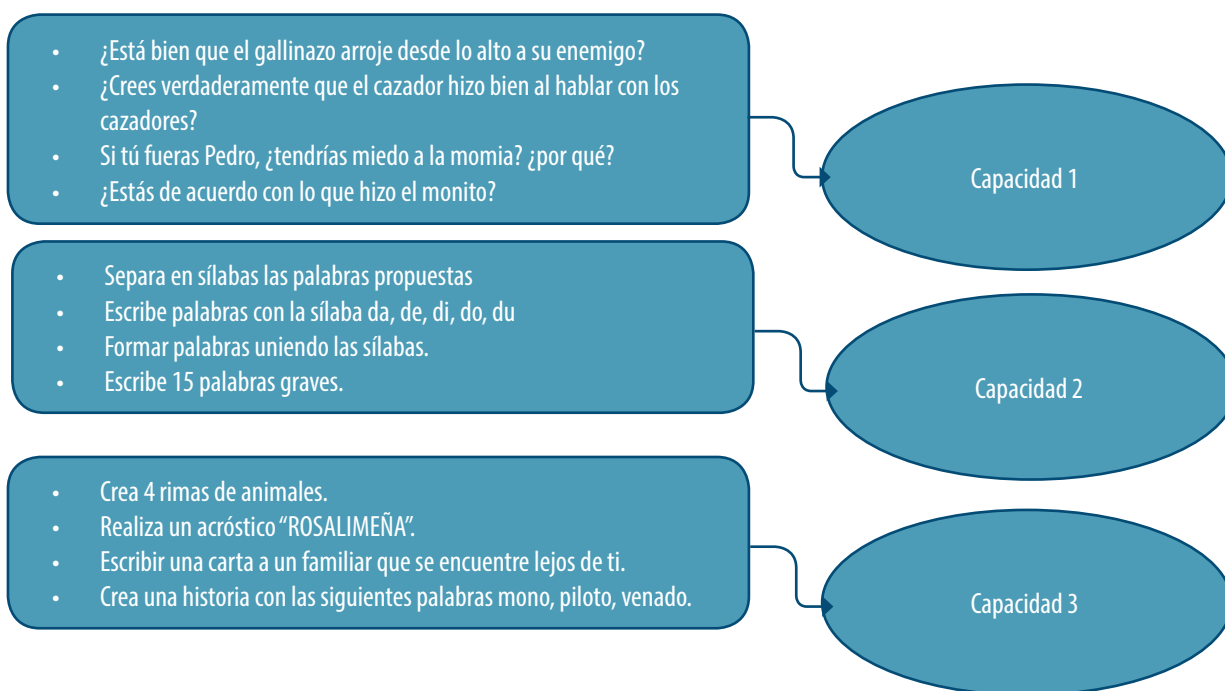 • ¿Está bien que el gallinazo arroje desde lo alto a su enemigo?
• ¿Crees verdaderamente que el cazador hizo bien al hablar con los
cazadores?
• Si tú fueras Pedro, ¿tendrías miedo a la momia? ¿por qué?
• ¿Estás de acuerdo con lo que hizo el monito?
Capacidad 1
• Separa en sílabas las palabras propuestas
• Escribe palabras con la sílaba da, de, di, do, du
• Formar palabras uniendo las sílabas.
• Escribe 15 palabras graves.
Capacidad 2
• Crea 4 rimas de animales.
• Realiza un acróstico “ROSALIMEÑA”.
• Escribir una carta a un familiar que se encuentre lejos de ti.
• Crea una historia con las siguientes palabras mono, piloto, venado.
Capacidad 3